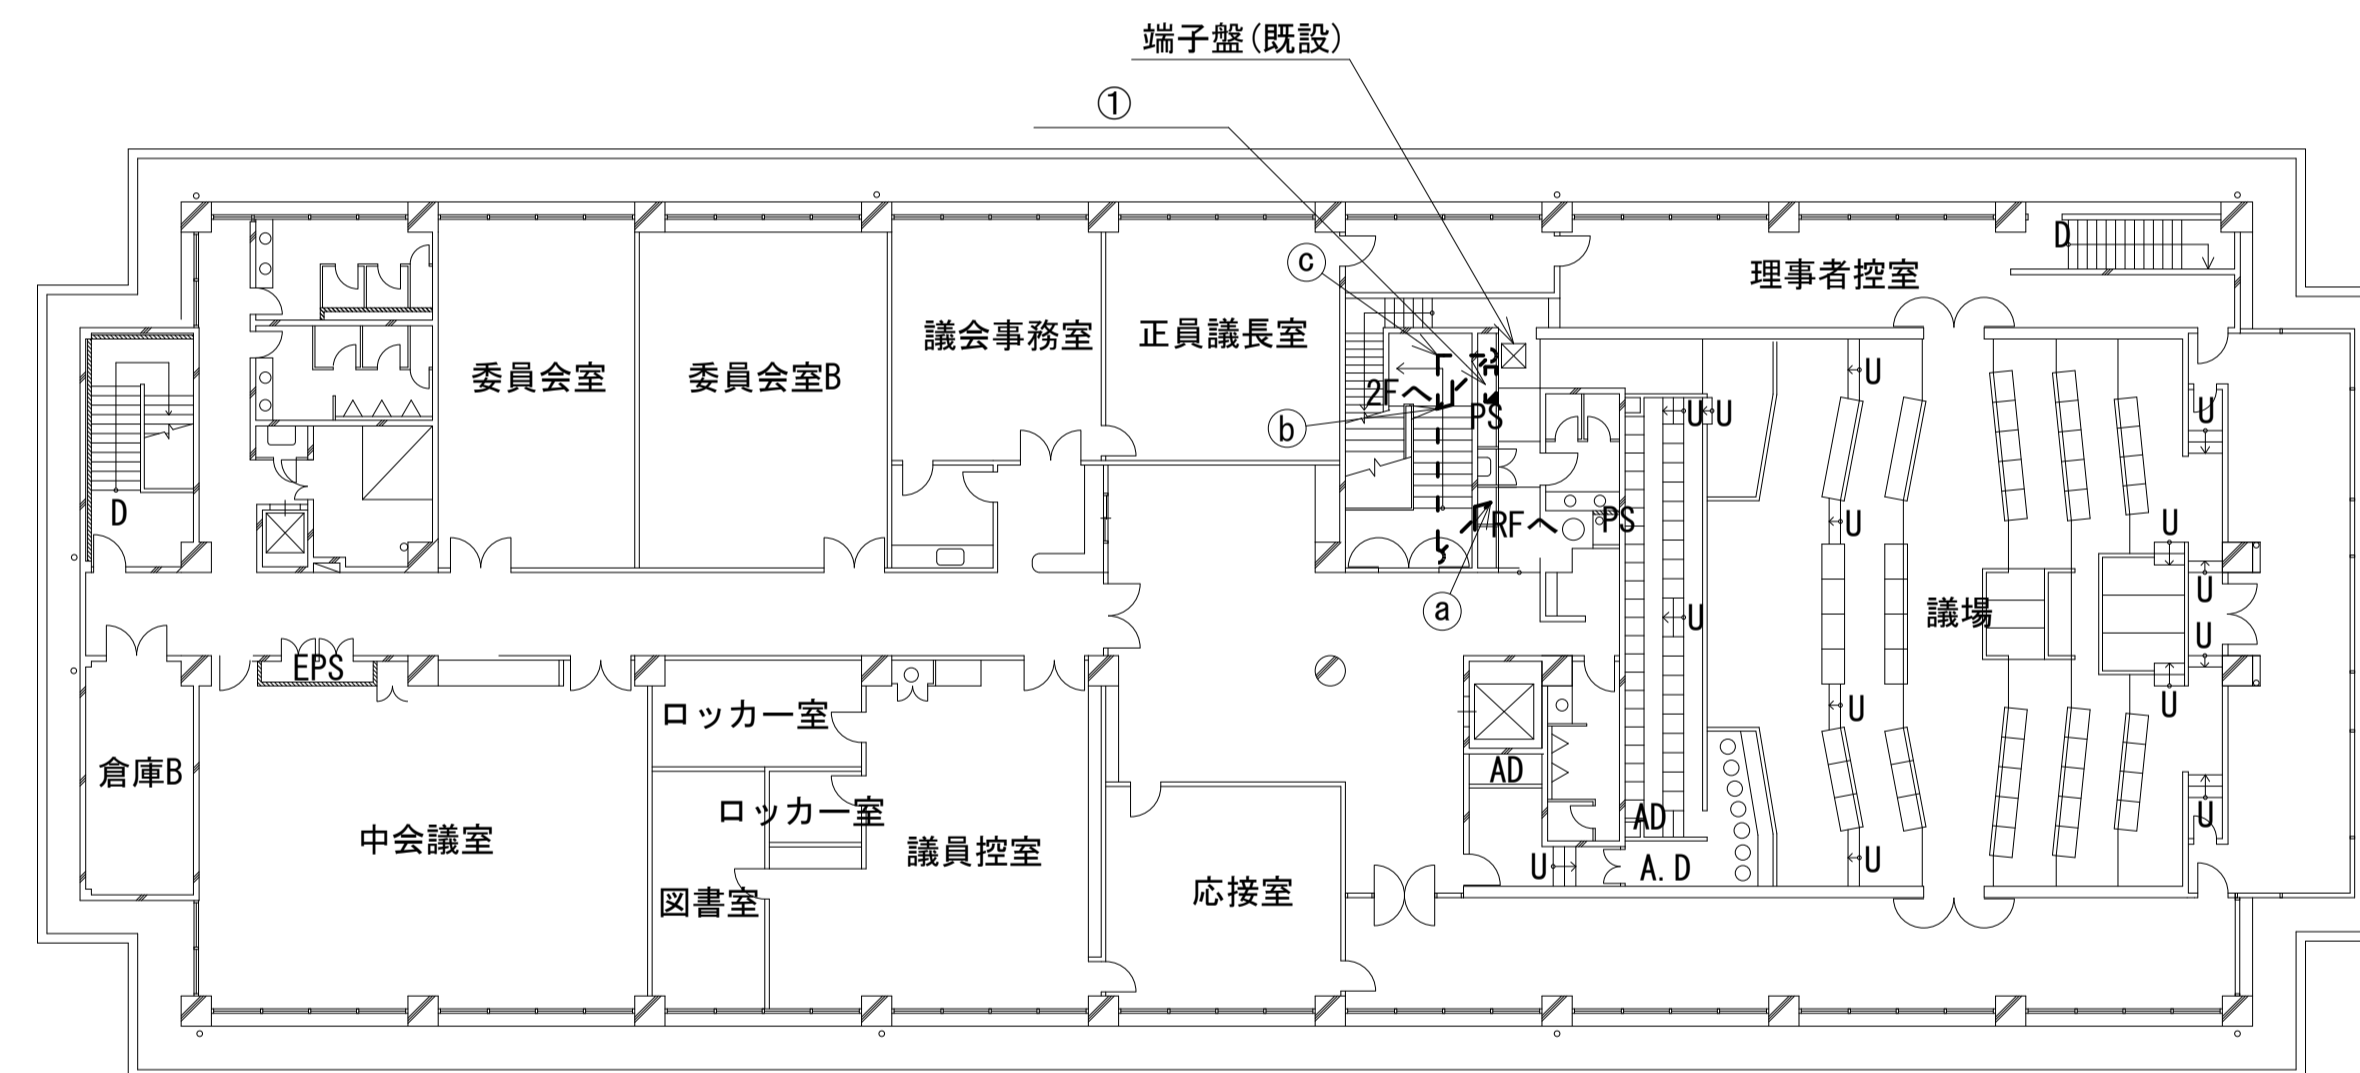 端子盤(既設)
①
ⓒ
D
理事者控室
議会事務室
正員議長室
委員会室
委員会室B
2Fへ
PS
U
U
U
U
ⓑ
D
RFへ
PS
U
U
ⓐ
U
議場
U
U
EPS
ロッカー室
U
U
倉庫B
AD
ロッカー室
AD
U
中会議室
議員控室
U
A.D
U
図書室
応接室